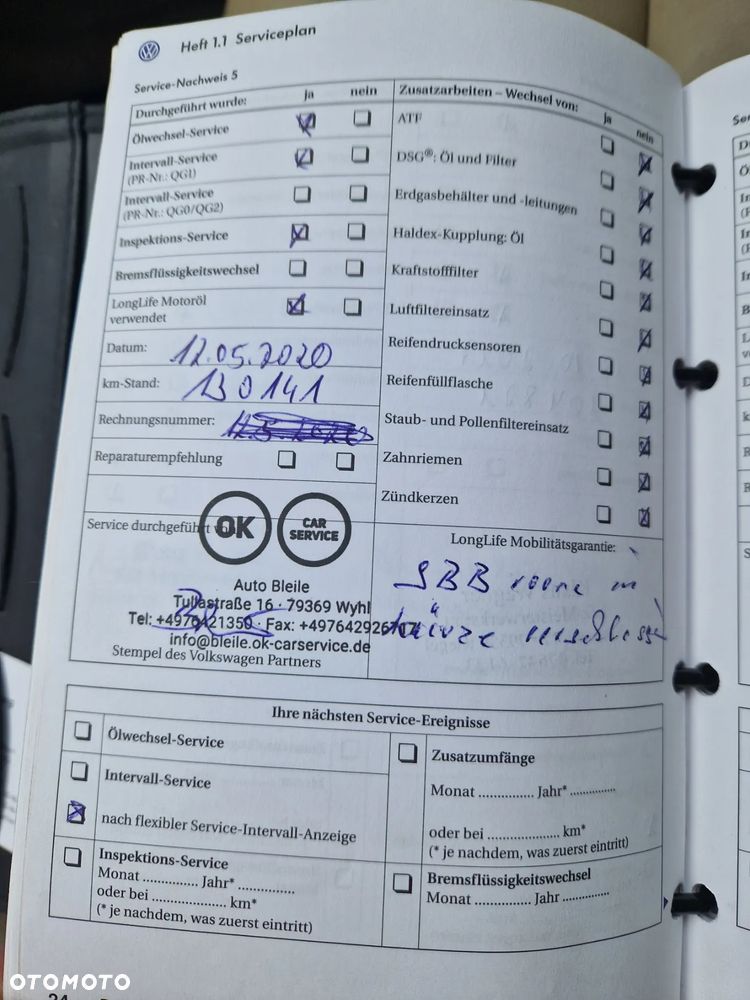 Heft 1.1 Serviceplan
Service-Nachweis 5
Durchgeführt wurde: ja nein
Ölwechsel-Service
Intervall-Service
(PR-Nr.: QG1)
Intervall-Service
(PR-Nr.: QG0/QG2)
Inspektions-Service
Bremsflüssigkeitswechsel
LongLife Motoröl
verwendet
Datum: 12.05.2020
km-Stand: 130141
Rechnungsnummer:
Reparaturempfehlung
Zusatzarbeiten – Wechsel von: ja nein
ATF
DSG®: Öl und Filter
Erdgasbehälter und -leitungen
Haldex-Kupplung: Öl
Kraftstofffilter
Luftfiltereinsatz
Reifendrucksensoren
Reifenfüllflasche
Staub- und Pollenfiltereinsatz
Zahnriemen
Zündkerzen
Service durchgeführt
OK CAR
SERVICE
Auto Bleile
Tullastraße 16 · 79369 Wyhl
Fax:
info@bleile.ok-carservice.de
Stempel des Volkswagen Partners
LongLife Mobilitätsgarantie:
Ihre nächsten Service-Ereignisse
Ölwechsel-Service
Intervall-Service
nach flexibler Service-Intervall-Anzeige
Inspektions-Service
Monat .............. Jahr* ..............
oder bei ................... km*
(* je nachdem, was zuerst eintritt)
Zusatzumfänge
Monat .............. Jahr* ............
oder bei .................. km*
(* je nachdem, was zuerst eintritt)
Bremsflüssigkeitswechsel
Monat .............. Jahr ............
OTOMOTO